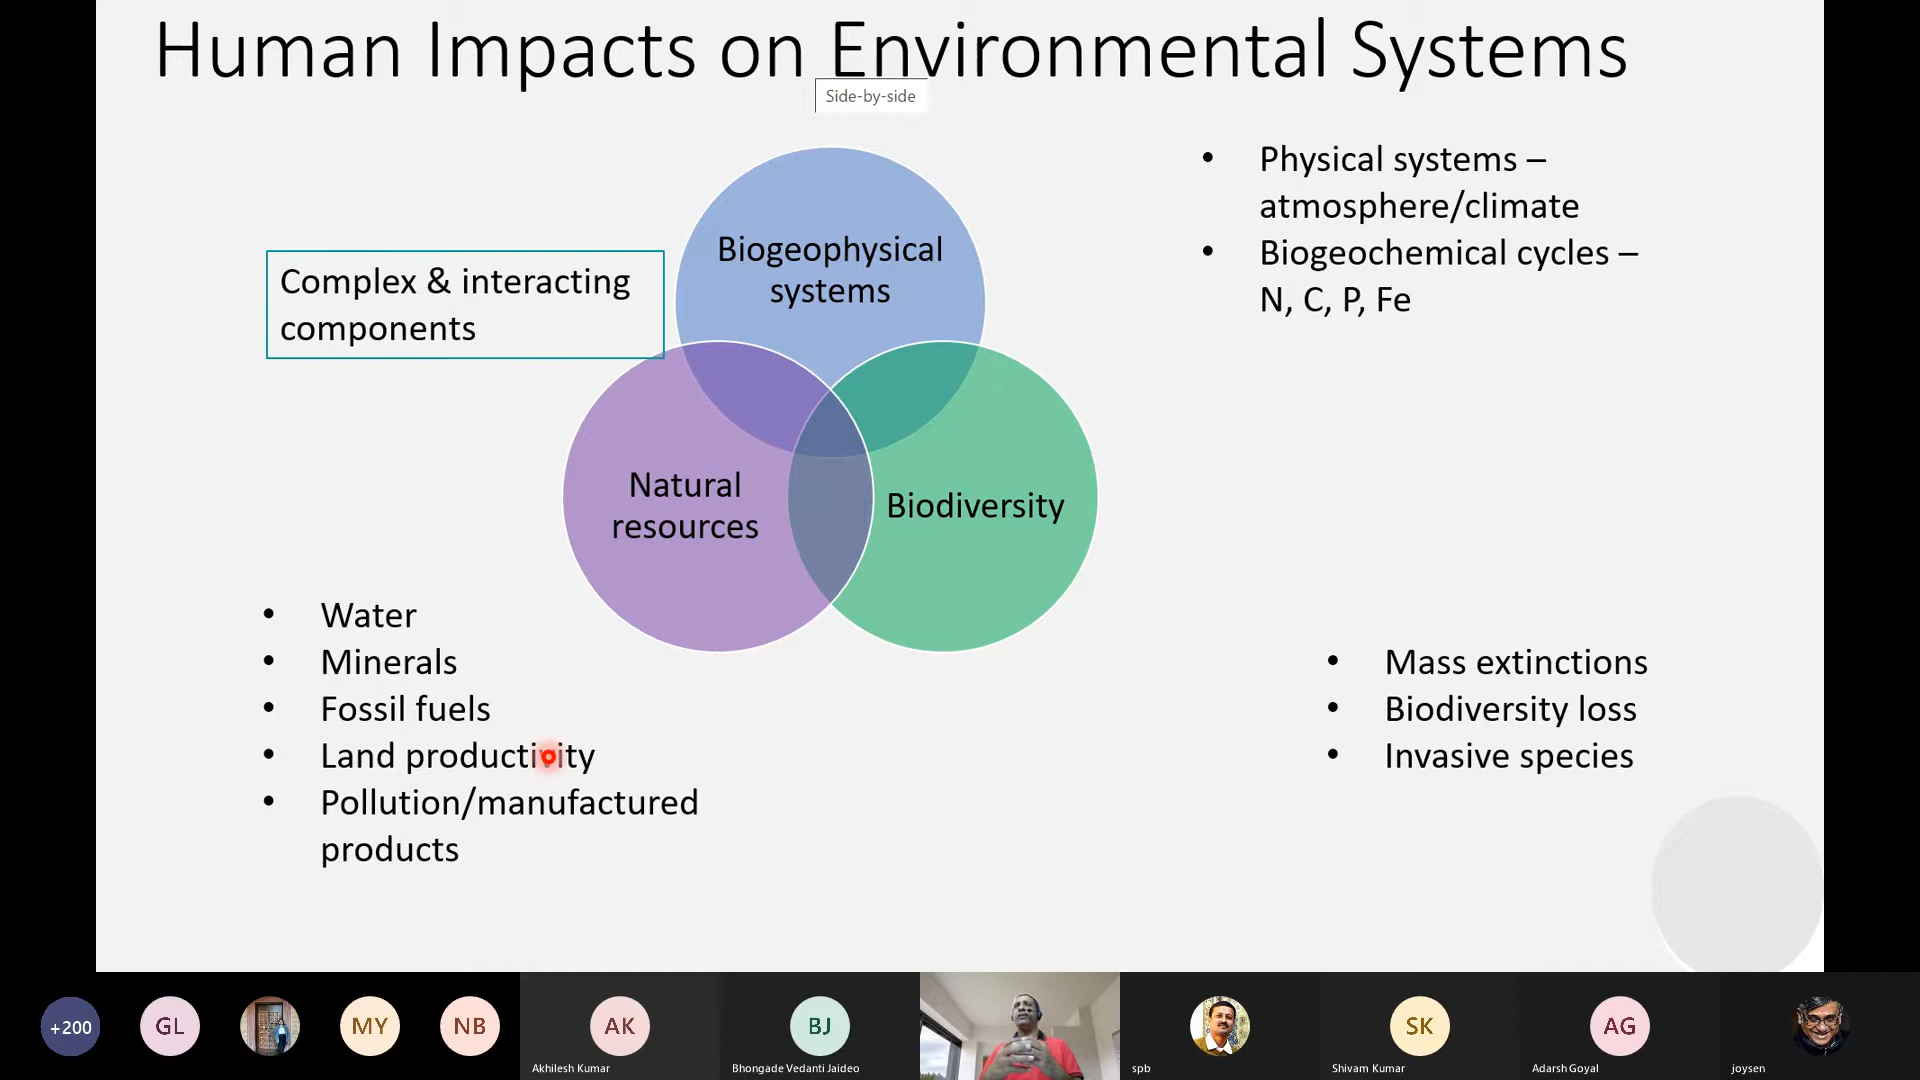 Human Impacts on Environmental Systems
Side-by-side
Biogeophysical
systems
Complex & interacting
components
• Physical systems –
atmosphere/climate
• Biogeochemical cycles –
N, C, P, Fe
Natural
resources
Biodiversity
• Water
• Minerals
• Fossil fuels
• Land productivity
• Pollution/manufactured
products
• Mass extinctions
• Biodiversity loss
• Invasive species
+200
GL
MY
NB
AK
Akhilesh Kumar
BJ
Bhongade Vedanti Jaideo
spb
SK
Shivam Kumar
AG
Adarsh Goyal
joysen